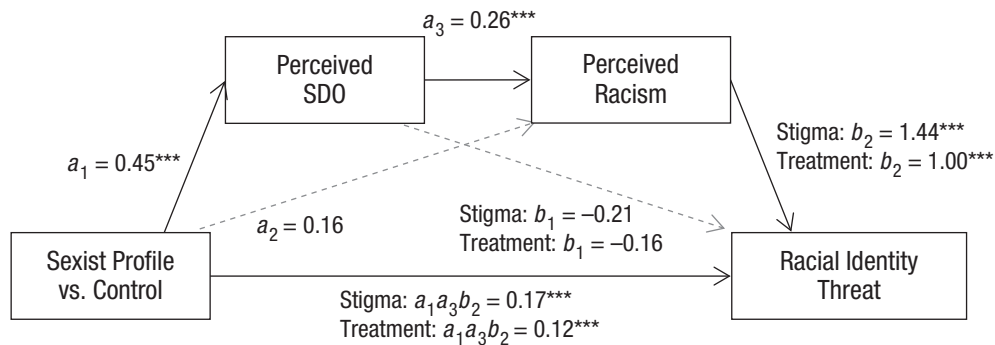 a3 = 0.26***
Perceived
SDO
Perceived
Racism
a1 = 0.45***
Stigma: b2 = 1.44***
Treatment: b2 = 1.00***
a2 = 0.16
Stigma: b1 = –0.21
Treatment: b1 = –0.16
Sexist Profile
vs. Control
Racial Identity
Threat
Stigma: a1a3b2 = 0.17***
Treatment: a1a3b2 = 0.12***